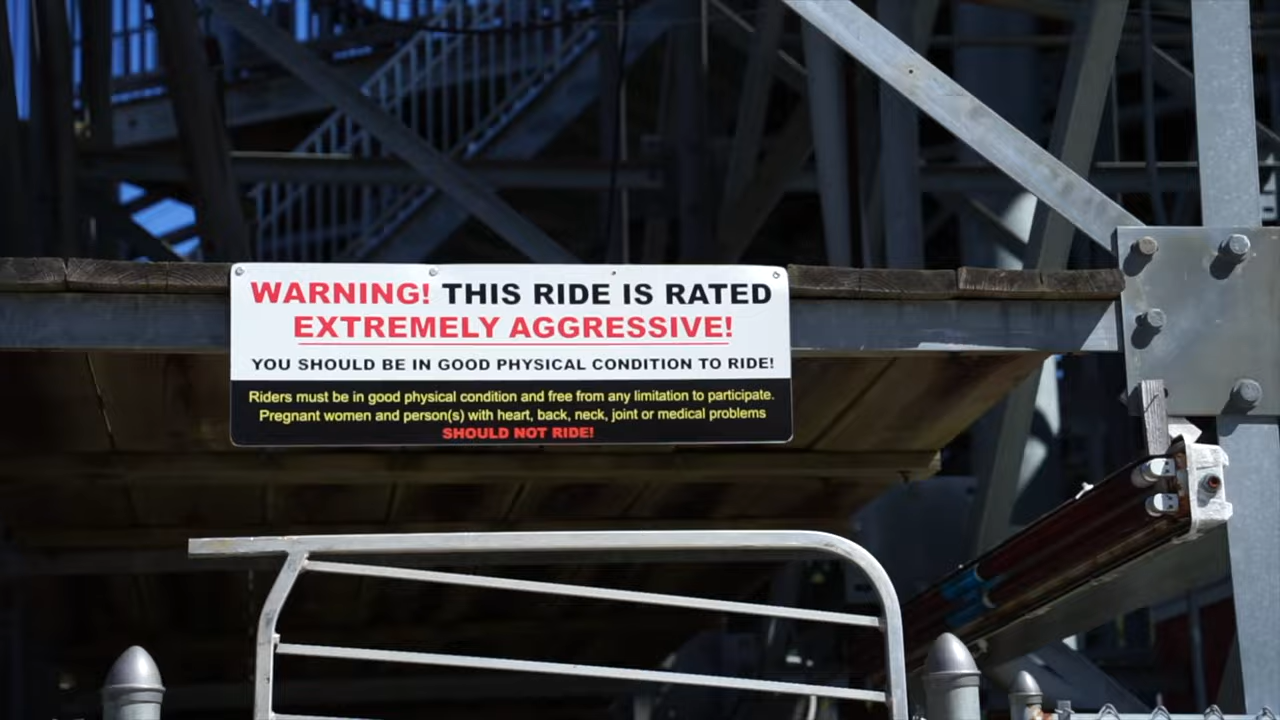 WARNING! THIS RIDE IS RATED
EXTREMELY AGGRESSIVE!
YOU SHOULD BE IN GOOD PHYSICAL CONDITION TO RIDE!
Riders must be in good physical condition and free from any limitation to participate.
Pregnant women and person(s) with heart, back, neck, joint or medical problems
SHOULD NOT RIDE!